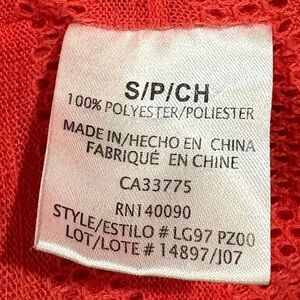 S/P/CH
100% POLYESTER/POLIESTER
MADE IN/HECHO EN CHINA
FABRIQUÉ EN CHINE
CA33775
RN140090
STYLE/ESTILO # LG97 PZ00
LOT/LOTE # 14897/J07